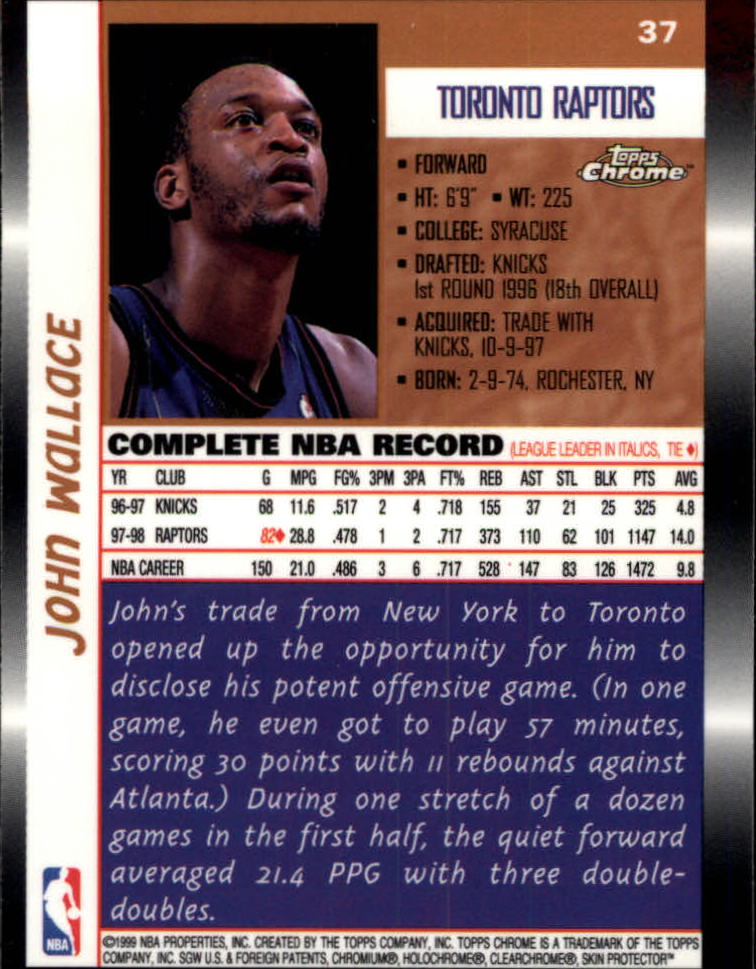 37
TORONTO RAPTORS
Topps Chrome™
▪ FORWARD
▪ HT: 6'9" ▪ WT: 225
▪ COLLEGE: SYRACUSE
▪ DRAFTED: KNICKS
1st ROUND 1996 (18th OVERALL)
▪ ACQUIRED: TRADE WITH
KNICKS, 10-9-97
▪ BORN: 2-9-74, ROCHESTER, NY
JOHN WALLACE
COMPLETE NBA RECORD (LEAGUE LEADER IN ITALICS, TIE ♦)
YR CLUB G MPG FG% 3PM 3PA FT% REB AST STL BLK PTS AVG
96-97 KNICKS 68 11.6 .517 2 4 .718 155 37 21 25 325 4.8
97-98 RAPTORS 82♦ 28.8 .478 1 2 .717 373 110 62 101 1147 14.0
NBA CAREER 150 21.0 .486 3 6 .717 528 147 83 126 1472 9.8
John's trade from New York to Toronto
opened up the opportunity for him to
disclose his potent offensive game. (In one
game, he even got to play 57 minutes,
scoring 30 points with 11 rebounds against
Atlanta.) During one stretch of a dozen
games in the first half, the quiet forward
averaged 21.4 PPG with three double-
doubles.
NBA
©1999 NBA PROPERTIES, INC. CREATED BY THE TOPPS COMPANY, INC. TOPPS CHROME IS A TRADEMARK OF THE TOPPS
COMPANY, INC. SGW U.S. & FOREIGN PATENTS, CHROMIUM®, HOLOCHROME®, CLEARCHROME®, SKIN PROTECTOR™